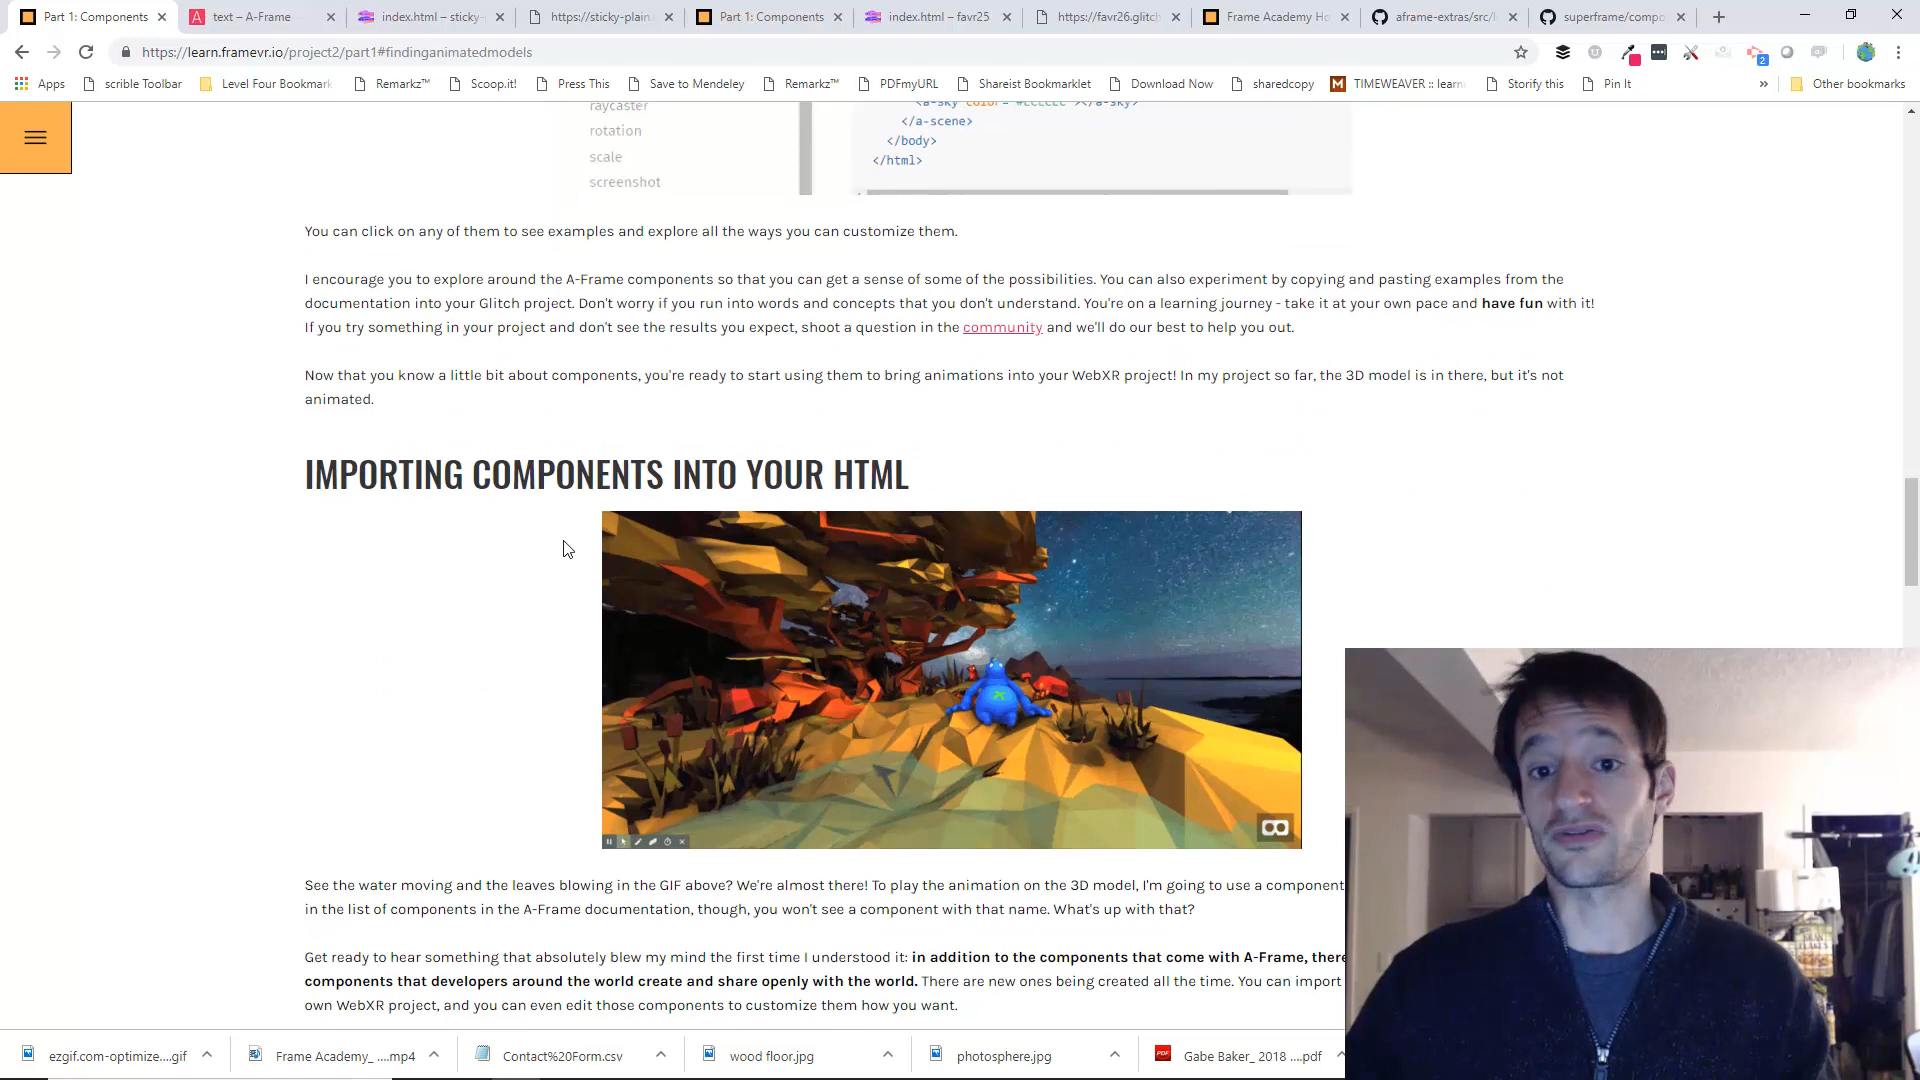 Part 1: Components
text – A-Frame
index.html – sticky-
https://sticky-plain.
Part 1: Components
index.html – favr25
https://favr26.glitch
Frame Academy Ho
aframe-extras/src/l
superframe/compo
https://learn.framevr.io/project2/part1#findinganimatedmodels
2
Apps
scrible Toolbar
Level Four Bookmark
Remarkz™
Scoop.it!
Press This
Save to Mendeley
Remarkz™
PDFmyURL
Shareist Bookmarklet
Download Now
sharedcopy
TIMEWEAVER :: learn
Storify this
Pin It
»
Other bookmarks
raycaster
rotation
scale
screenshot
<a-sky color="#ECECEC"></a-sky>
</a-scene>
</body>
</html>
You can click on any of them to see examples and explore all the ways you can customize them.
I encourage you to explore around the A-Frame components so that you can get a sense of some of the possibilities. You can also experiment by copying and pasting examples from the
documentation into your Glitch project. Don't worry if you run into words and concepts that you don't understand. You're on a learning journey - take it at your own pace and have fun with it!
If you try something in your project and don't see the results you expect, shoot a question in the community and we'll do our best to help you out.
Now that you know a little bit about components, you're ready to start using them to bring animations into your WebXR project! In my project so far, the 3D model is in there, but it's not
animated.
IMPORTING COMPONENTS INTO YOUR HTML
See the water moving and the leaves blowing in the GIF above? We're almost there! To play the animation on the 3D model, I'm going to use a component
in the list of components in the A-Frame documentation, though, you won't see a component with that name. What's up with that?
Get ready to hear something that absolutely blew my mind the first time I understood it: in addition to the components that come with A-Frame, there
components that developers around the world create and share openly with the world. There are new ones being created all the time. You can import
own WebXR project, and you can even edit those components to customize them how you want.
ezgif.com-optimize....gif
Frame Academy_ ....mp4
Contact%20Form.csv
wood floor.jpg
photosphere.jpg
Gabe Baker_ 2018 ....pdf